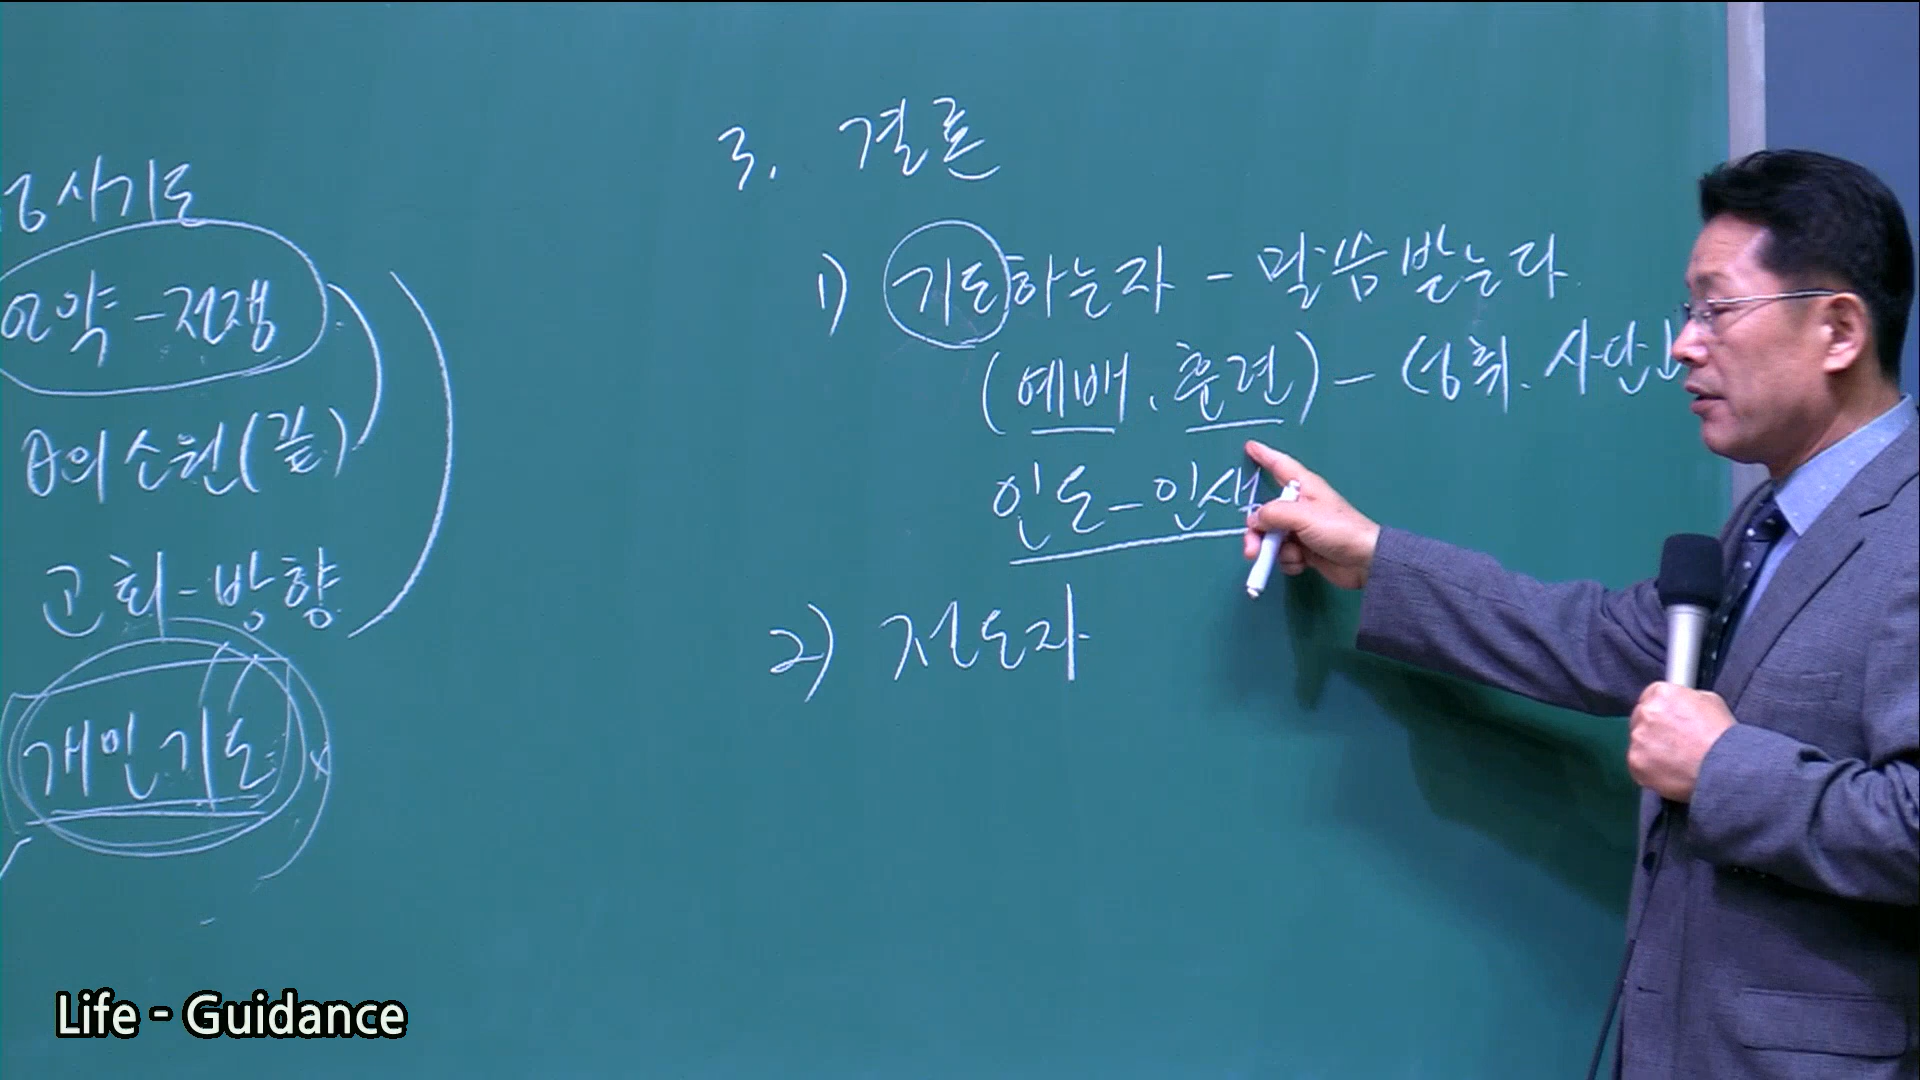 사기도
언약-전쟁
θ의 소원(끝)
교회-방향
개인기도
3. 결론
1) 기도하는자 - 말씀받는다.
(예배.훈련)-(성취.사단
인도-인생
2) 전도자
Life - Guidance